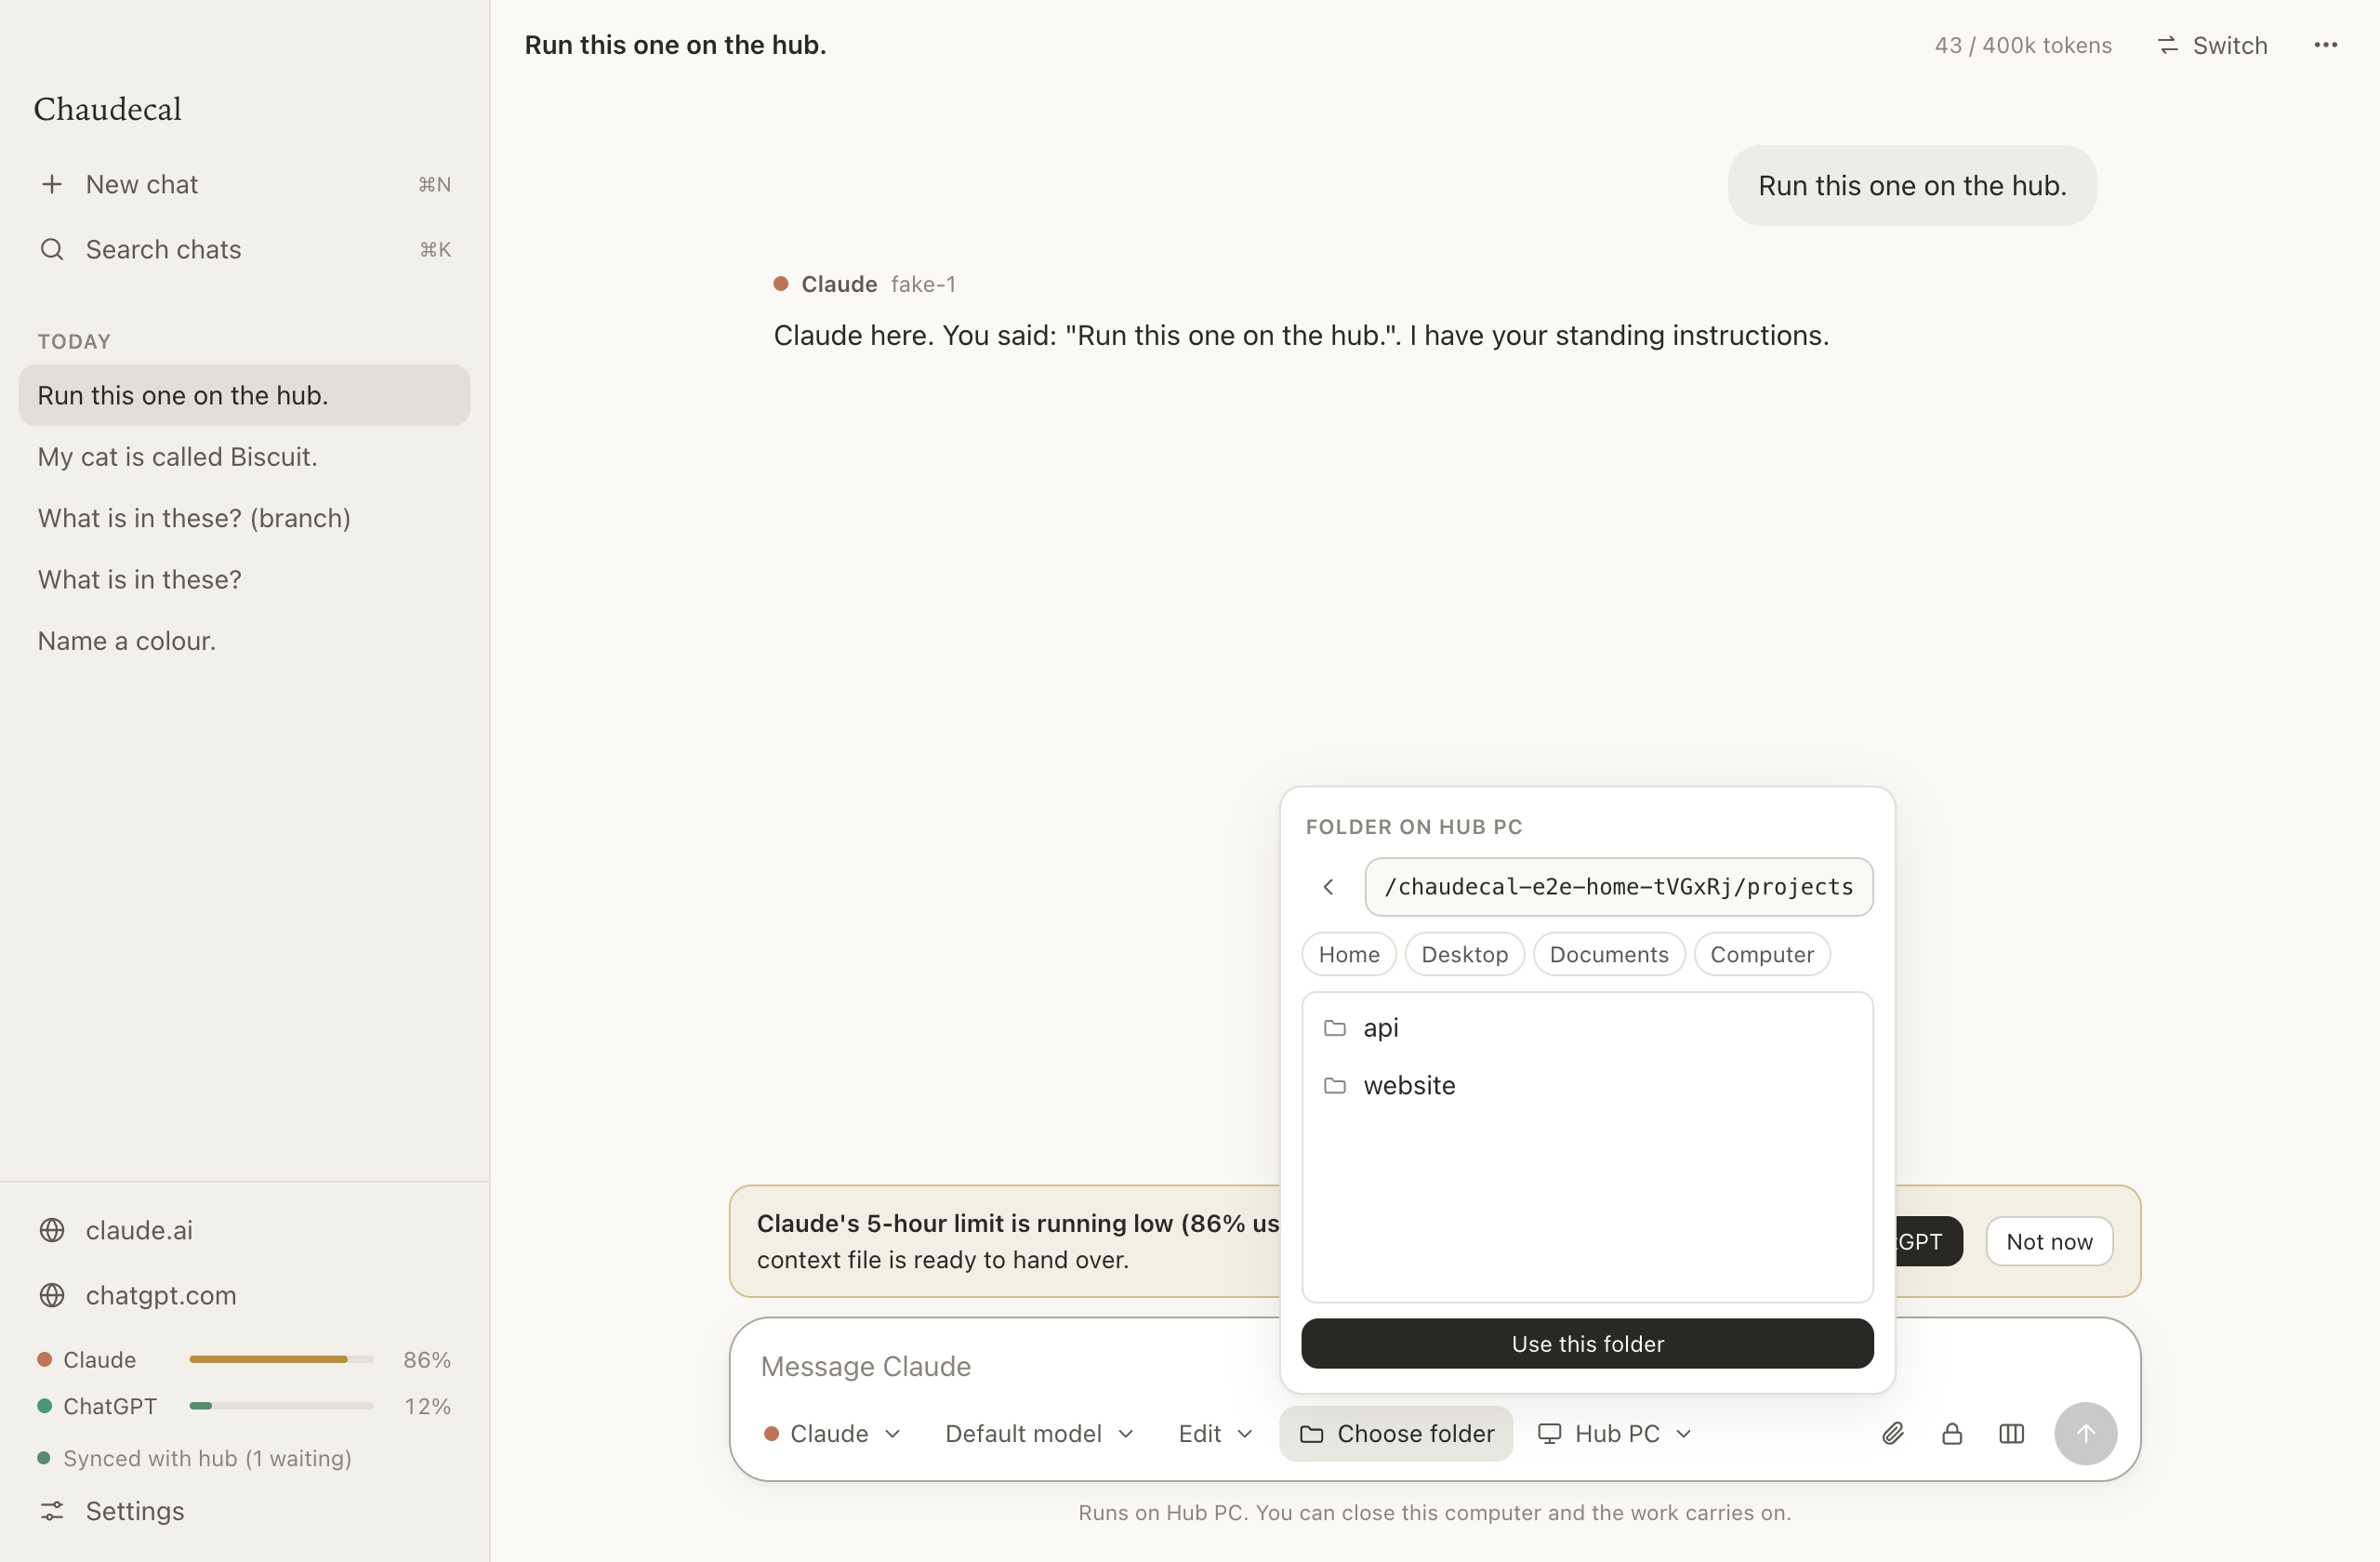 Chaudecal
New chat ⌘N
Search chats ⌘K
TODAY
Run this one on the hub.
My cat is called Biscuit.
What is in these? (branch)
What is in these?
Name a colour.
claude.ai
chatgpt.com
Claude 86%
ChatGPT 12%
Synced with hub (1 waiting)
Settings
Run this one on the hub. 43 / 400k tokens Switch
Run this one on the hub.
Claude fake-1
Claude here. You said: "Run this one on the hub.". I have your standing instructions.
FOLDER ON HUB PC
/chaudecal-e2e-home-tVGxRj/projects
Home Desktop Documents Computer
api
website
Use this folder
Claude's 5-hour limit is running low (86% us
context file is ready to hand over.
GPT Not now
Message Claude
Claude Default model Edit Choose folder Hub PC
Runs on Hub PC. You can close this computer and the work carries on.